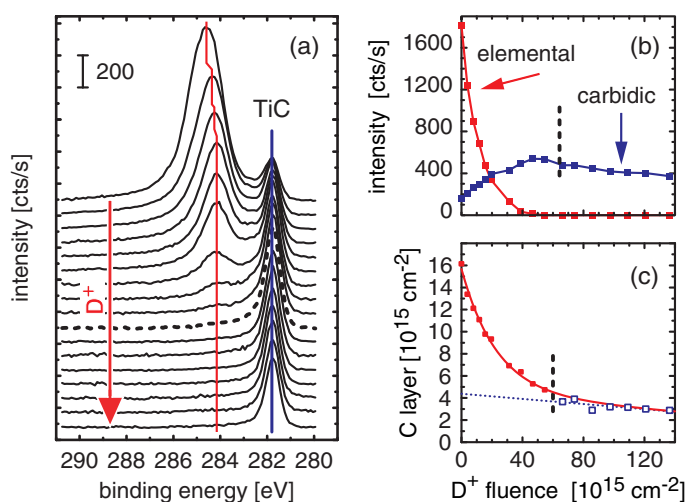 (a)
200
TiC
D+
intensity [cts/s]
290 288 286 284 282 280
binding energy [eV]
(b)
elemental
carbidic
intensity [cts/s]
1600
1200
800
400
0
(c)
C layer [10^15 cm^-2]
16
14
12
10
8
6
4
2
0
0 40 80 120
D+ fluence [10^15 cm^-2]